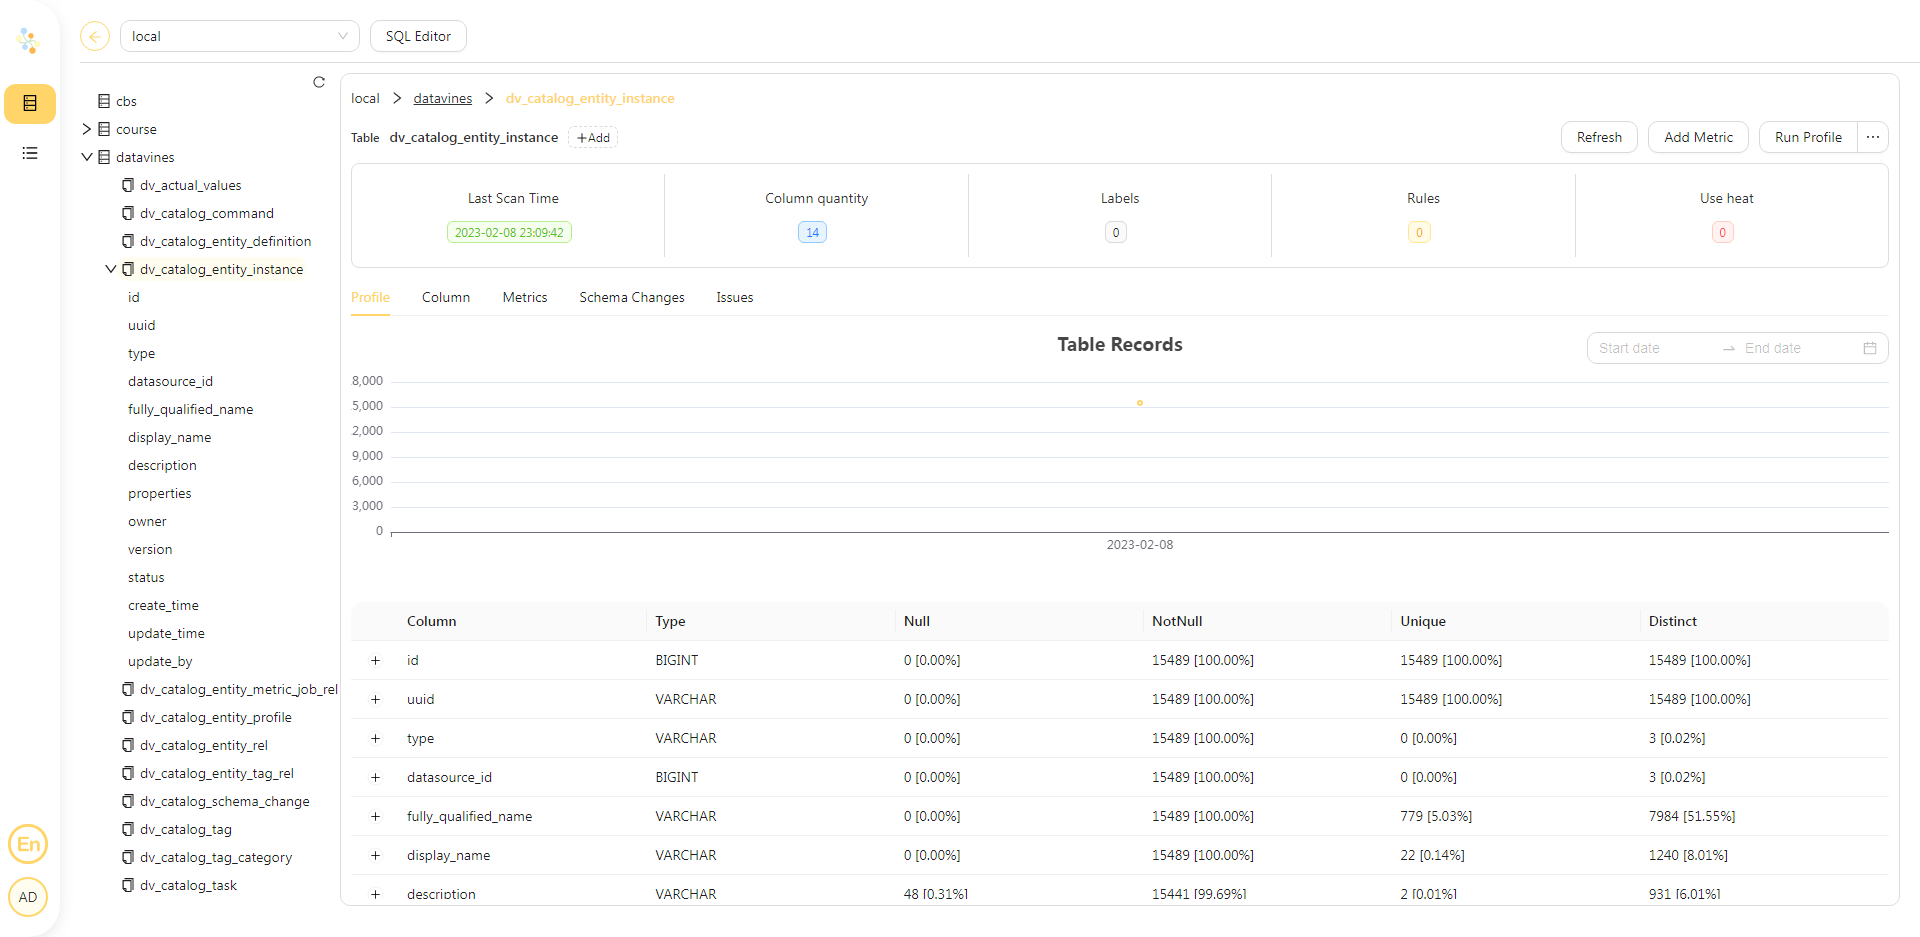 local
SQL Editor
cbs
course
datavines
dv_actual_values
dv_catalog_command
dv_catalog_entity_definition
dv_catalog_entity_instance
id
uuid
type
datasource_id
fully_qualified_name
display_name
description
properties
owner
version
status
create_time
update_time
update_by
dv_catalog_entity_metric_job_rel
dv_catalog_entity_profile
dv_catalog_entity_rel
dv_catalog_entity_tag_rel
dv_catalog_schema_change
dv_catalog_tag
dv_catalog_tag_category
dv_catalog_task
En
AD
local > datavines > dv_catalog_entity_instance
Table dv_catalog_entity_instance +Add
Refresh Add Metric Run Profile ...
Last Scan Time Column quantity Labels Rules Use heat
2023-02-08 23:09:42 14 0 0 0
Profile Column Metrics Schema Changes Issues
Table Records
Start date → End date
8,000
5,000
2,000
9,000
6,000
3,000
0
2023-02-08
Column Type Null NotNull Unique Distinct
+ id BIGINT 0 [0.00%] 15489 [100.00%] 15489 [100.00%] 15489 [100.00%]
+ uuid VARCHAR 0 [0.00%] 15489 [100.00%] 15489 [100.00%] 15489 [100.00%]
+ type VARCHAR 0 [0.00%] 15489 [100.00%] 0 [0.00%] 3 [0.02%]
+ datasource_id BIGINT 0 [0.00%] 15489 [100.00%] 0 [0.00%] 3 [0.02%]
+ fully_qualified_name VARCHAR 0 [0.00%] 15489 [100.00%] 779 [5.03%] 7984 [51.55%]
+ display_name VARCHAR 0 [0.00%] 15489 [100.00%] 22 [0.14%] 1240 [8.01%]
+ description VARCHAR 48 [0.31%] 15441 [99.69%] 2 [0.01%] 931 [6.01%]